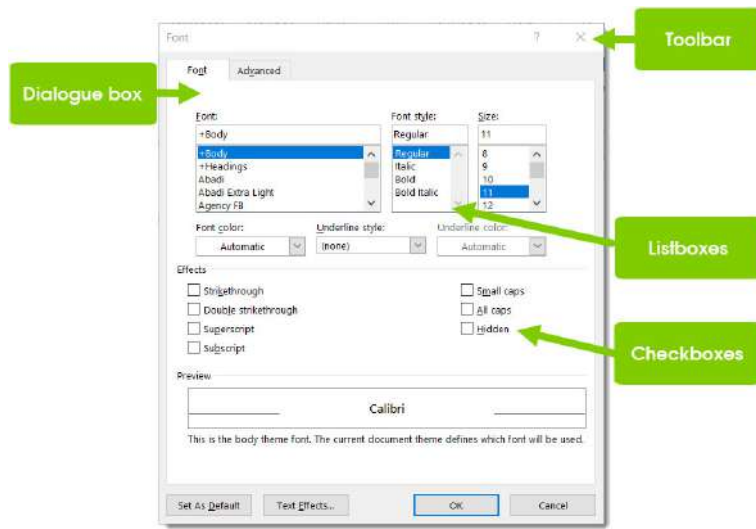 Font ? ×
Toolbar
Font Advanced
Dialogue box
Font: Font style: Size:
+Body Regular 11
+Body Regular 8
+Headings Italic 9
Abadi Bold 10
Abadi Extra Light Bold Italic 11
Agency FB 12
Font color: Underline style: Underline color:
Automatic (none) Automatic
Listboxes
Effects
Strikethrough Small caps
Double strikethrough All caps
Superscript Hidden
Subscript
Checkboxes
Preview
Calibri
This is the body theme font. The current document theme defines which font will be used.
Set As Default Text Effects... OK Cancel